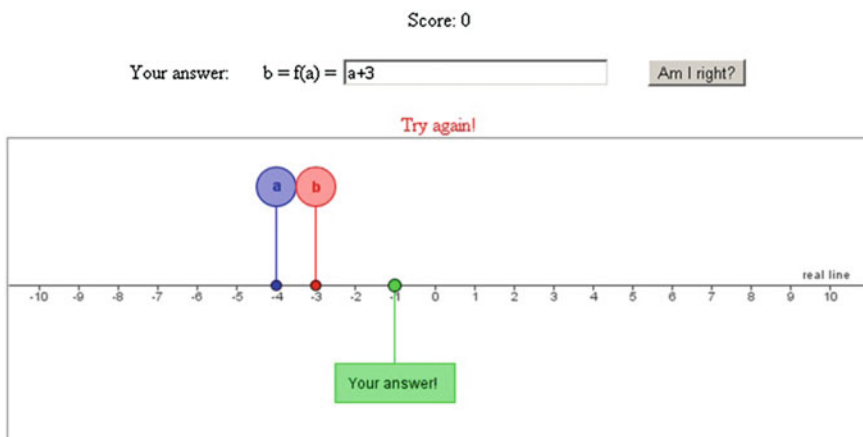 Score: 0
Your answer: b = f(a) = a+3 Am I right?
Try again!
a b
real line
-10 -9 -8 -7 -6 -5 -4 -3 -2 -1 0 1 2 3 4 5 6 7 8 9 10
Your answer!